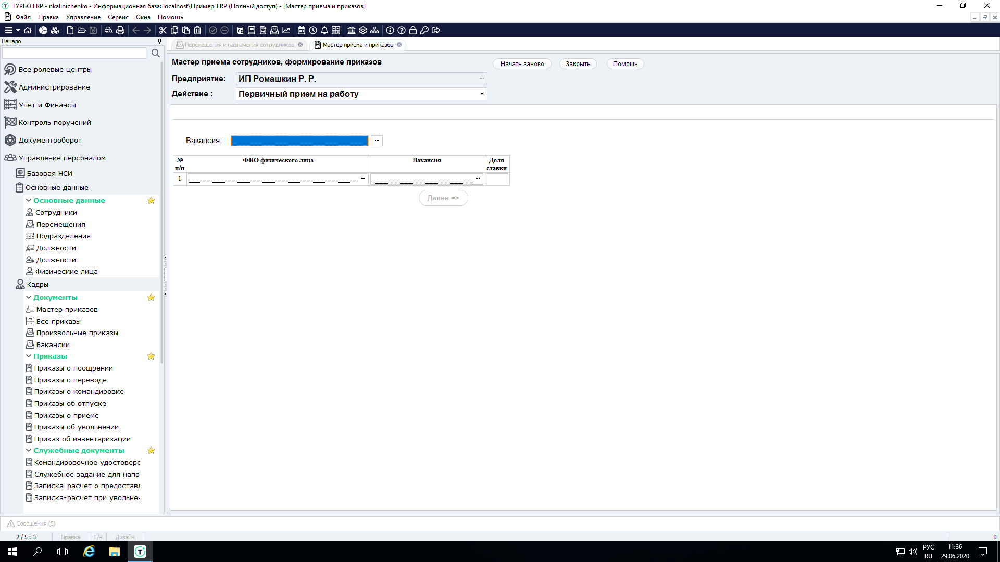 ТУРБО ERP - nkalinichenko - Информационная база: localhost\Пример_ERP (Полный доступ) - [Мастер приема и приказов]
Файл Правка Управление Сервис Окна Помощь
Начало
Перемещения и назначения сотрудников
Мастер приема и приказов
Все ролевые центры
Администрирование
Учет и Финансы
Контроль поручений
Документооборот
Управление персоналом
Базовая НСИ
Основные данные
Основные данные
Сотрудники
Перемещения
Подразделения
Должности
Должности
Физические лица
Кадры
Документы
Мастер приказов
Все приказы
Произвольные приказы
Вакансии
Приказы
Приказы о поощрении
Приказы о переводе
Приказы о командировке
Приказы об отпуске
Приказы о приеме
Приказы об увольнении
Приказ об инвентаризации
Служебные документы
Командировочное удостовере
Служебное задание для напр
Записка-расчет о предоставл
Записка-расчет при увольнен
Мастер приема сотрудников, формирование приказов
Начать заново Закрыть Помощь
Предприятие: ИП Ромашкин Р. Р. ...
Действие : Первичный прием на работу
Вакансия: ...
№ п/п ФИО физического лица Вакансия Доля ставки
1 ... ...
Далее =>
Сообщения (5)
2 / 5 : 3 Правка Т/Ч Дизайн 0
РУС 11:36
RU 29.06.2020